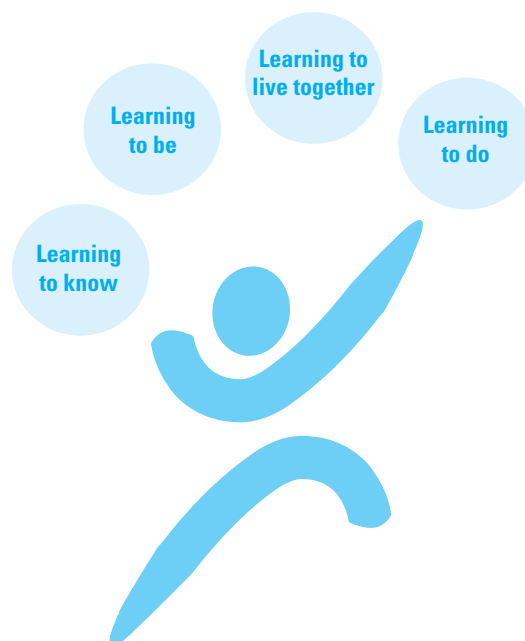 Learning to
live together
Learning
to be
Learning
to do
Learning
to know